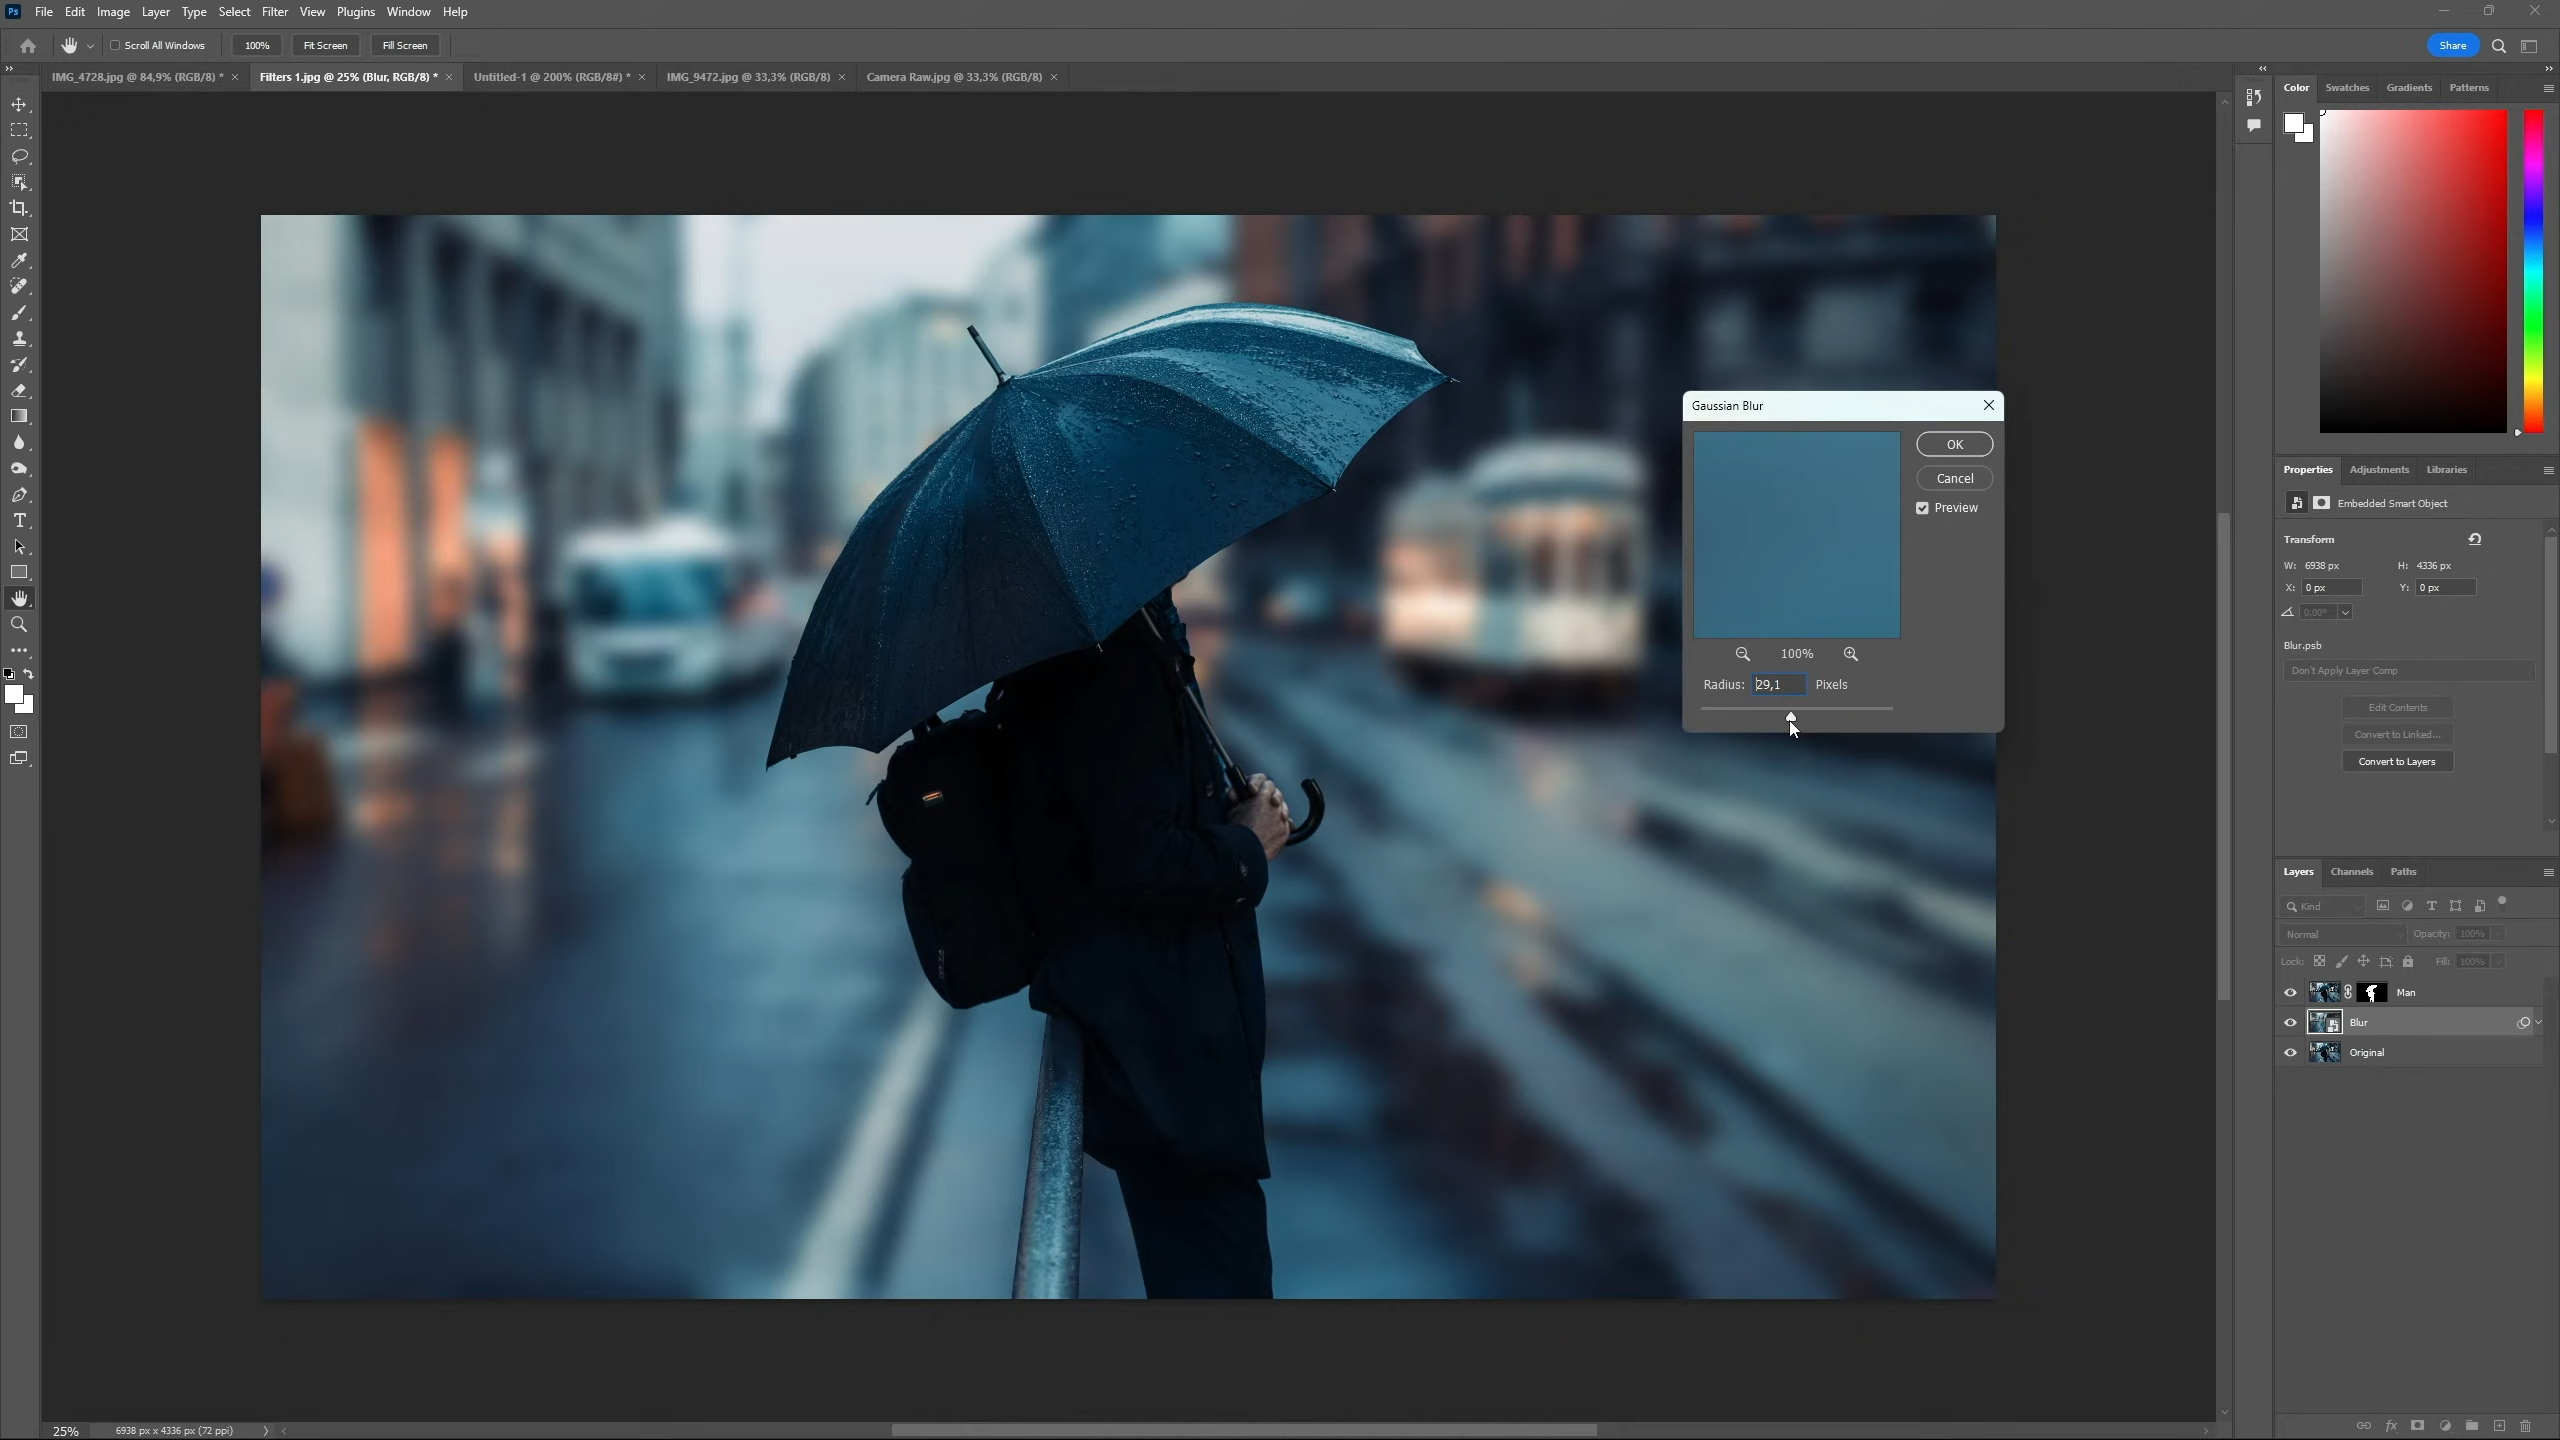 Ps File Edit Image Layer Type Select Filter View Plugins Window Help
Scroll All Windows 100% Fit Screen Fill Screen Share
IMG_4728.jpg @ 84,9% (RGB/8) * Filters 1.jpg @ 25% (Blur, RGB/8) * Untitled-1 @ 200% (RGB/8#) * IMG_9472.jpg @ 33,3% (RGB/8) Camera Raw.jpg @ 33,3% (RGB/8)
Color Swatches Gradients Patterns
Gaussian Blur
OK
Cancel
Preview
100%
Radius: 29,1 Pixels
Properties Adjustments Libraries
Embedded Smart Object
Transform
W: 6938 px H: 4336 px
X: 0 px Y: 0 px
0,00°
Blur.psb
Don't Apply Layer Comp
Edit Contents
Convert to Linked...
Convert to Layers
Layers Channels Paths
Kind
Normal Opacity: 100%
Lock: Fill: 100%
Man
Blur
Original
25% 6938 px x 4336 px (72 ppi)